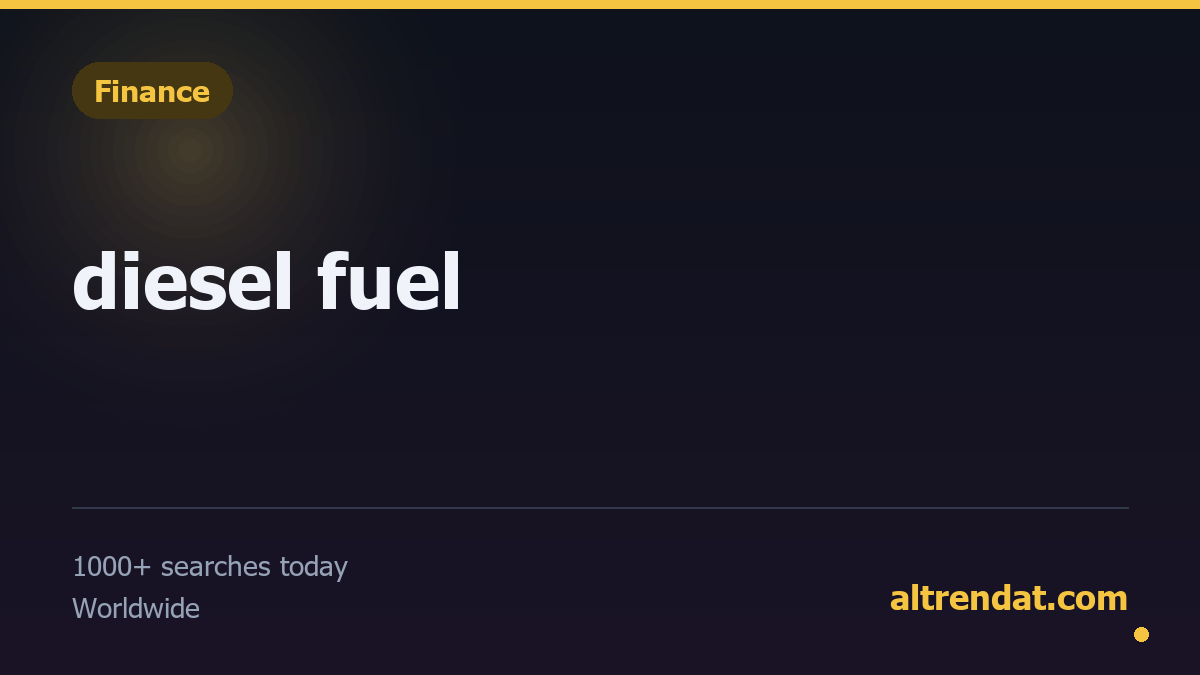 Finance
diesel fuel
1000+ searches today
Worldwide
altrendat.com